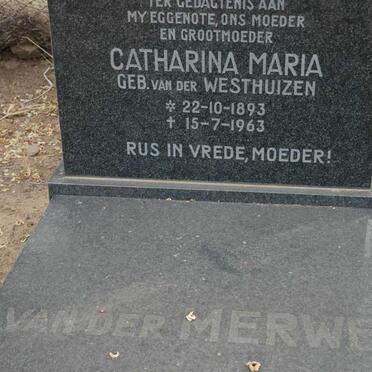 TER GEDAGTENIS AAN
MY EGGENOTE, ONS MOEDER
EN GROOTMOEDER
CATHARINA MARIA
GEB. VAN DER WESTHUIZEN
* 22-10-1893
† 15-7-1963
RUS IN VREDE, MOEDER!
VAN DER MERWE